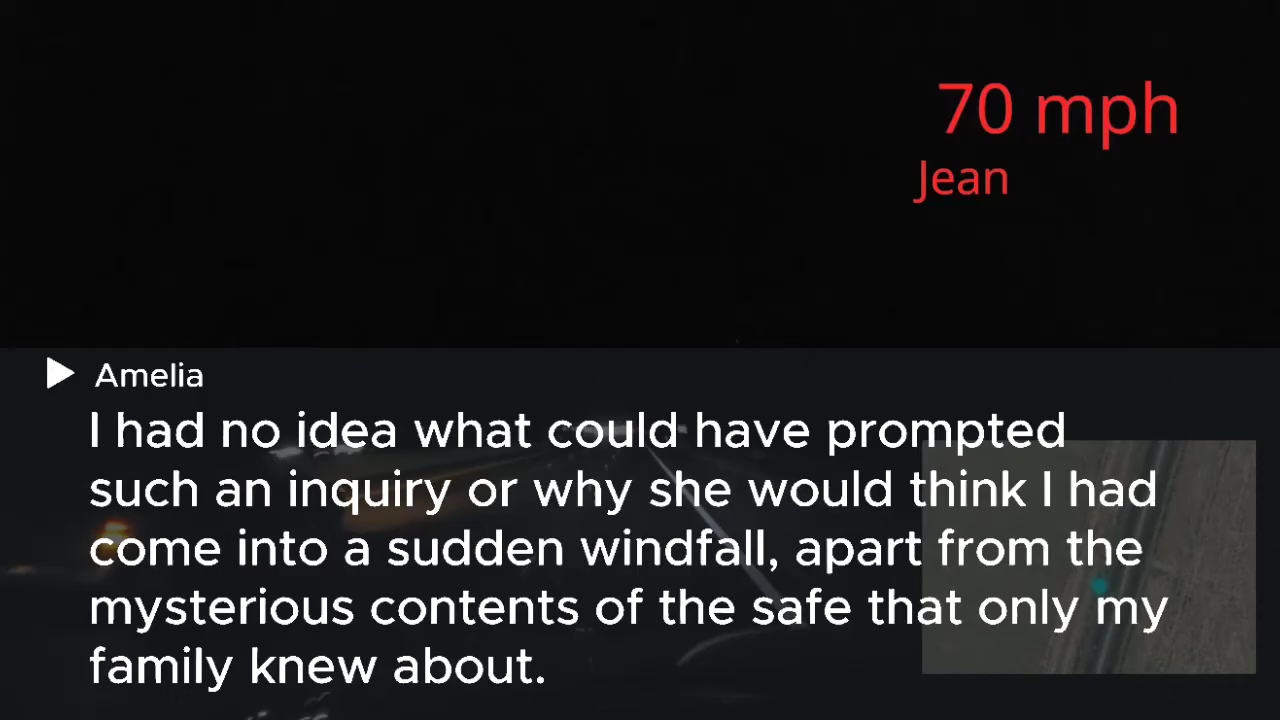 70 mph
Jean
Amelia
I had no idea what could have prompted
such an inquiry or why she would think I had
come into a sudden windfall, apart from the
mysterious contents of the safe that only my
family knew about.